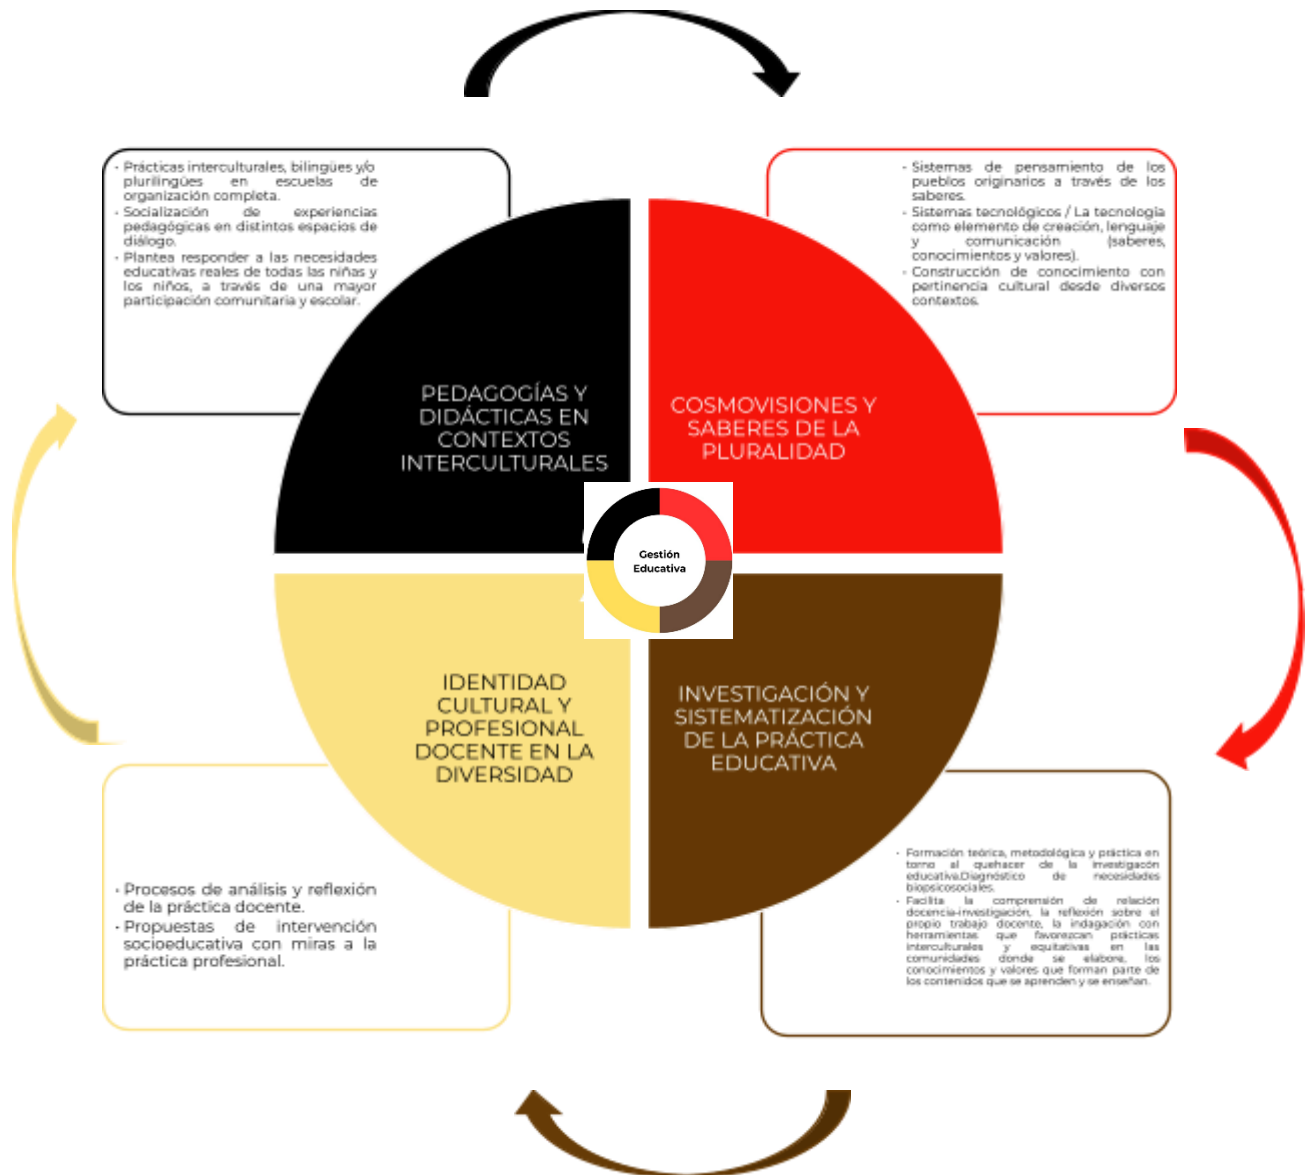 · Prácticas interculturales, bilingües y/o
plurilingües en escuelas de
organización completa.
· Socialización de experiencias
pedagógicas en distintos espacios de
diálogo.
· Plantea responder a las necesidades
educativas reales de todas las niñas y
los niños, a través de una mayor
participación comunitaria y escolar.
· Sistemas de pensamiento de los
pueblos originarios a través de los
saberes.
· Sistemas tecnológicos / La tecnología
como elemento de creación, lenguaje
y comunicación (saberes,
conocimientos y valores).
· Construcción de conocimiento con
pertinencia cultural desde diversos
contextos.
PEDAGOGÍAS Y
DIDÁCTICAS EN
CONTEXTOS
INTERCULTURALES
COSMOVISIONES Y
SABERES DE LA
PLURALIDAD
Gestión
Educativa
IDENTIDAD
CULTURAL Y
PROFESIONAL
DOCENTE EN LA
DIVERSIDAD
INVESTIGACIÓN Y
SISTEMATIZACIÓN
DE LA PRÁCTICA
EDUCATIVA
· Procesos de análisis y reflexión
de la práctica docente.
· Propuestas de intervención
socioeducativa con miras a la
práctica profesional.
· Formación teórica, metodológica y práctica en
torno al quehacer de la investigacón
educativa.Diagnóstico de necesidades
biopsicosociales.
· Facilita la comprensión de relación
docencia-investigación, la reflexión sobre el
propio trabajo docente, la indagación con
herramientas que favorezcan prácticas
interculturales y equitativas en las
comunidades donde se elabore, los
conocimientos y valores que forman parte de
los contenidos que se aprenden y se enseñan.